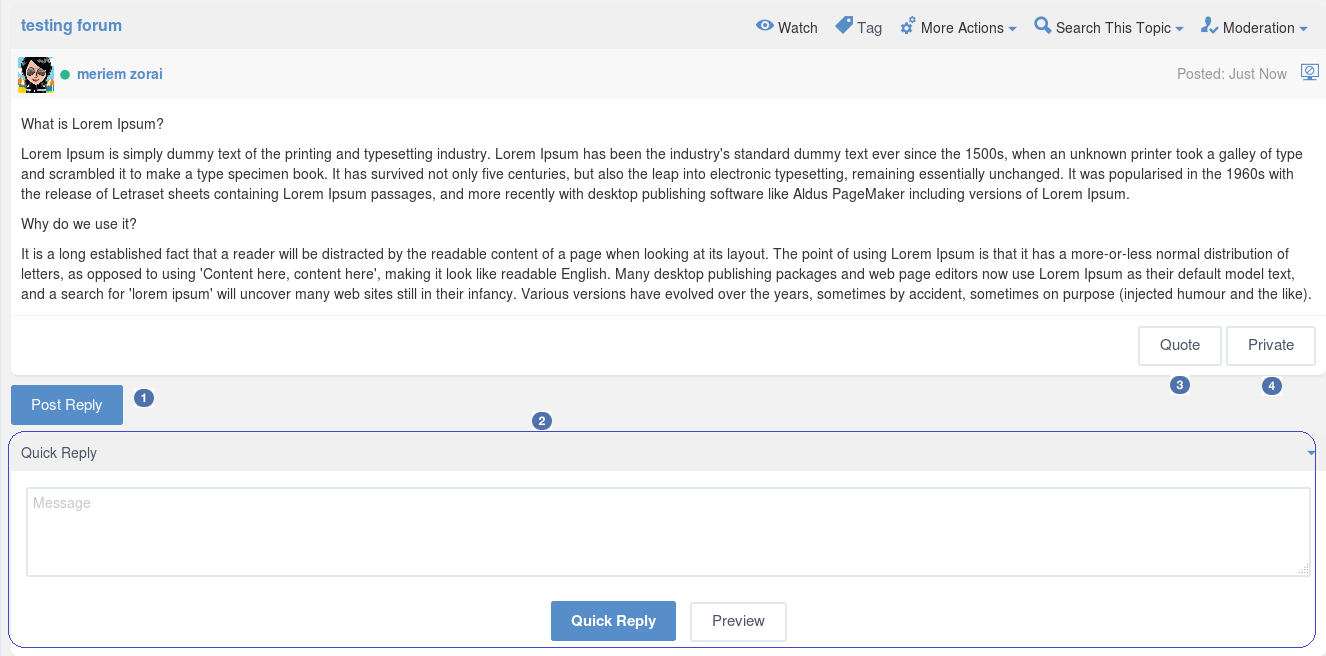 testing forum
Watch Tag More Actions Search This Topic Moderation
meriem zorai Posted: Just Now
What is Lorem Ipsum?
Lorem Ipsum is simply dummy text of the printing and typesetting industry. Lorem Ipsum has been the industry's standard dummy text ever since the 1500s, when an unknown printer took a galley of type
and scrambled it to make a type specimen book. It has survived not only five centuries, but also the leap into electronic typesetting, remaining essentially unchanged. It was popularised in the 1960s with
the release of Letraset sheets containing Lorem Ipsum passages, and more recently with desktop publishing software like Aldus PageMaker including versions of Lorem Ipsum.
Why do we use it?
It is a long established fact that a reader will be distracted by the readable content of a page when looking at its layout. The point of using Lorem Ipsum is that it has a more-or-less normal distribution of
letters, as opposed to using 'Content here, content here', making it look like readable English. Many desktop publishing packages and web page editors now use Lorem Ipsum as their default model text,
and a search for 'lorem ipsum' will uncover many web sites still in their infancy. Various versions have evolved over the years, sometimes by accident, sometimes on purpose (injected humour and the like).
Quote Private
3 4
Post Reply 1
2
Quick Reply
Message
Quick Reply Preview